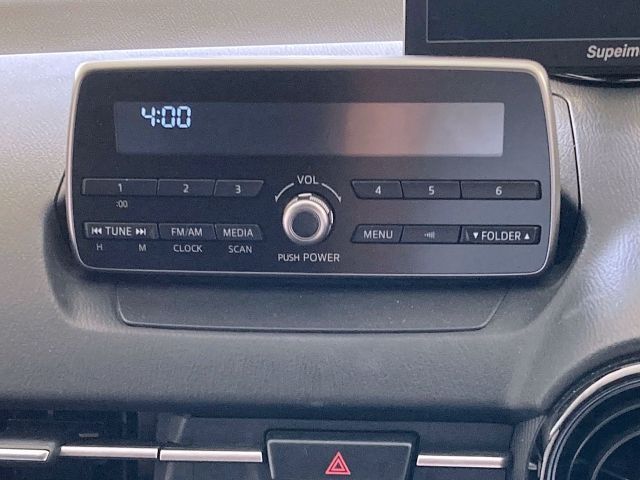 Supeim
4:00
VOL
1 2 3 4 5 6
:00
⏮ TUNE ⏭ FM/AM MEDIA MENU ▼ FOLDER ▲
H M CLOCK SCAN PUSH POWER